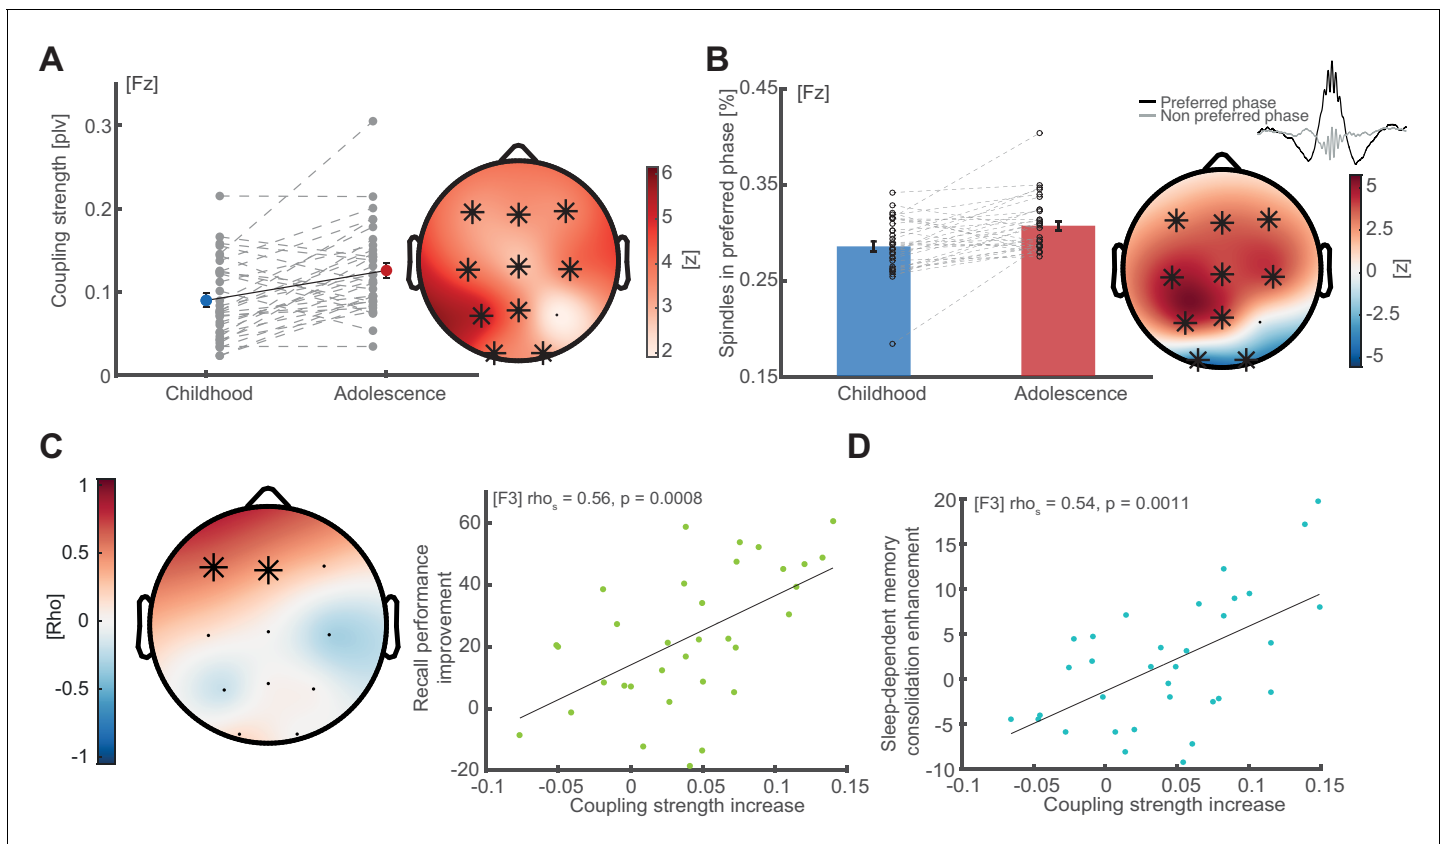 A
[Fz]
Coupling strength [plv]
0.3
0.2
0.1
0
Childhood
Adolescence
6
5
4
3
2
[z]
B
[Fz]
Spindles in preferred phase [%]
0.45
0.35
0.25
0.15
Childhood
Adolescence
Preferred phase
Non preferred phase
5
2.5
0
-2.5
-5
[z]
C
[Rho]
1
0.5
0
-0.5
-1
[F3] rhos = 0.56, p = 0.0008
Recall performance
improvement
60
40
20
0
-20
-0.1
-0.05
0
0.05
0.1
0.15
Coupling strength increase
D
[F3] rhos = 0.54, p = 0.0011
Sleep-dependent memory
consolidation enhancement
20
15
10
5
0
-5
-10
-0.1
-0.05
0
0.05
0.1
0.15
Coupling strength increase